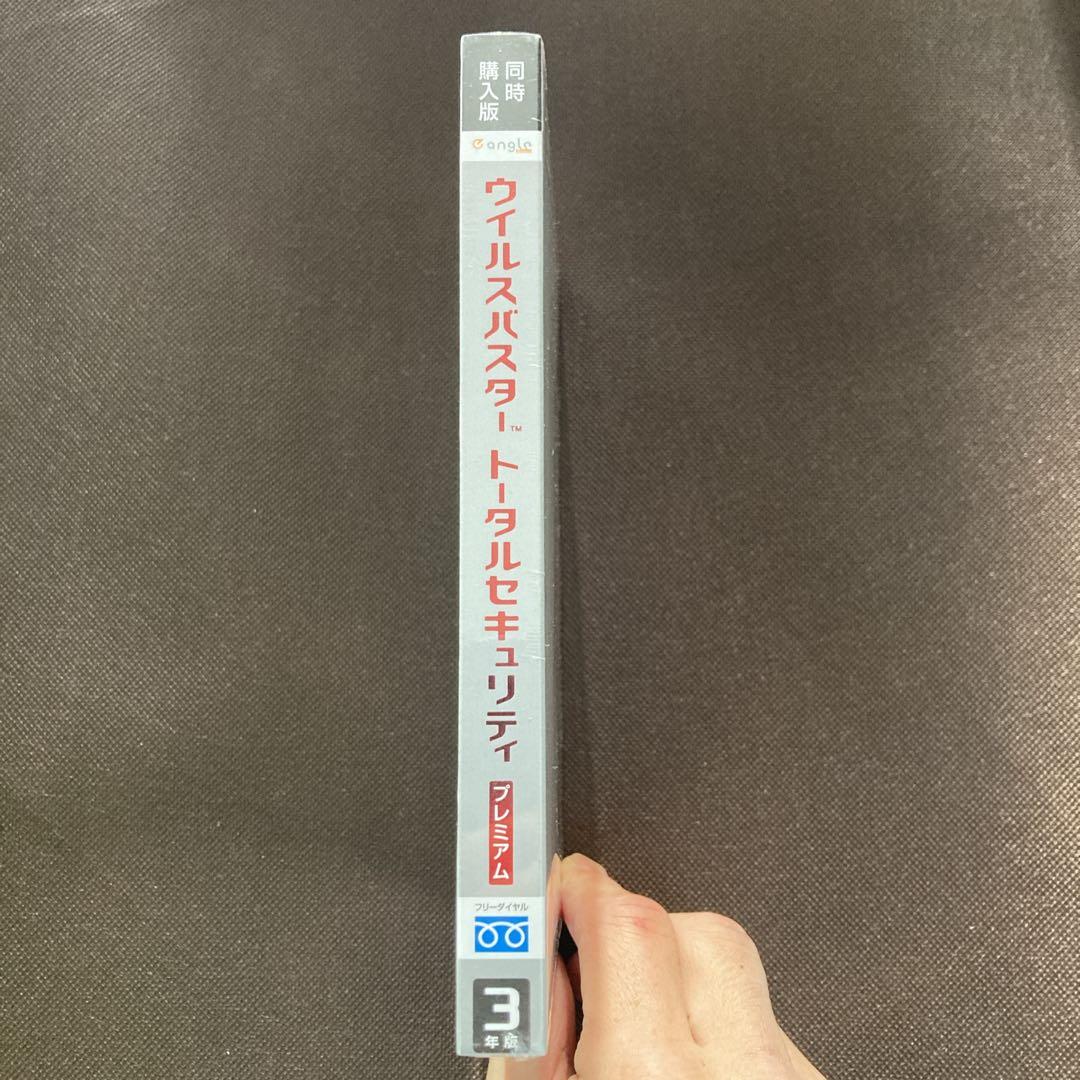 同時
購入版
e angle
ウイルスバスター™ トータルセキュリティ
プレミアム
フリーダイヤル
3
年版